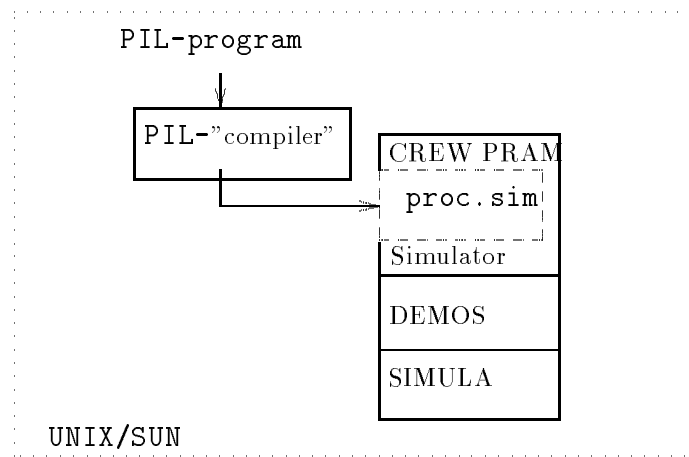 PIL-program
PIL-”compiler”
CREW PRAM
proc.sim
Simulator
DEMOS
SIMULA
UNIX/SUN